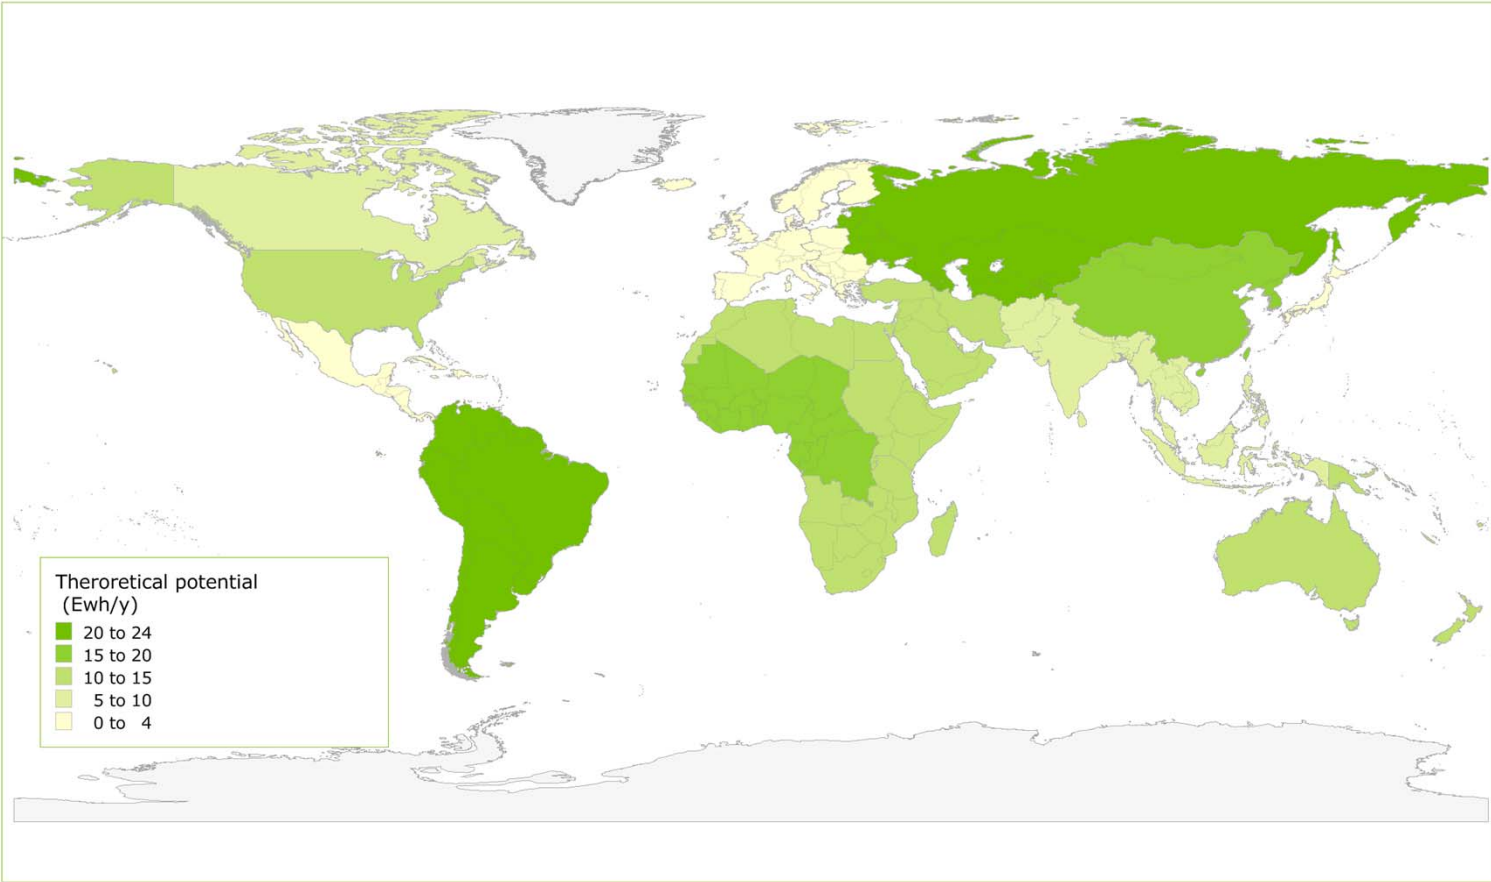 Theroretical potential
(Ewh/y)
20 to 24
15 to 20
10 to 15
5 to 10
0 to 4